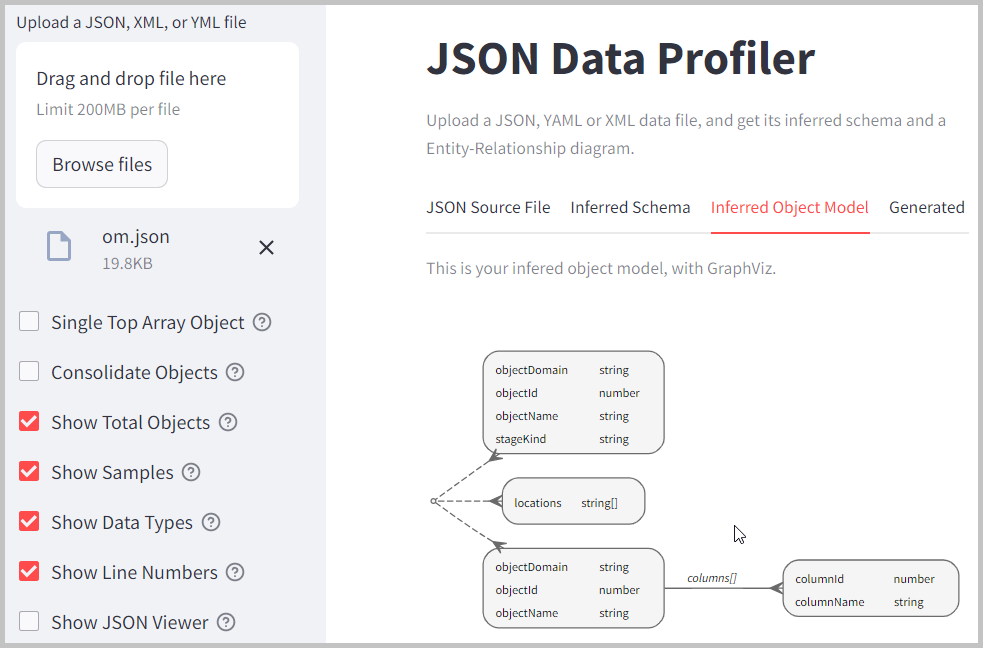 Upload a JSON, XML, or YML file
Drag and drop file here
Limit 200MB per file
Browse files
om.json
19.8KB
Single Top Array Object
Consolidate Objects
Show Total Objects
Show Samples
Show Data Types
Show Line Numbers
Show JSON Viewer
JSON Data Profiler
Upload a JSON, YAML or XML data file, and get its inferred schema and a
Entity-Relationship diagram.
JSON Source File Inferred Schema Inferred Object Model Generated
This is your infered object model, with GraphViz.
objectDomain string
objectId number
objectName string
stageKind string
locations string[]
objectDomain string
objectId number
objectName string
columns[]
columnId number
columnName string